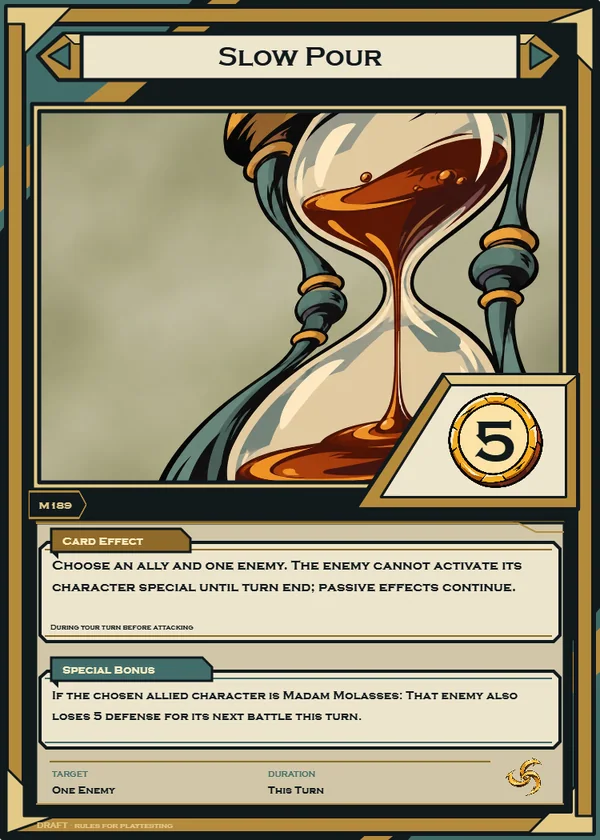 Slow Pour
5
M189
Card Effect
Choose an ally and one enemy. The enemy cannot activate its
character special until turn end; passive effects continue.
During your turn before attacking
Special Bonus
If the chosen allied character is Madam Molasses: That enemy also
loses 5 defense for its next battle this turn.
Target
Duration
One Enemy
This Turn
DRAFT Rules for playtesting